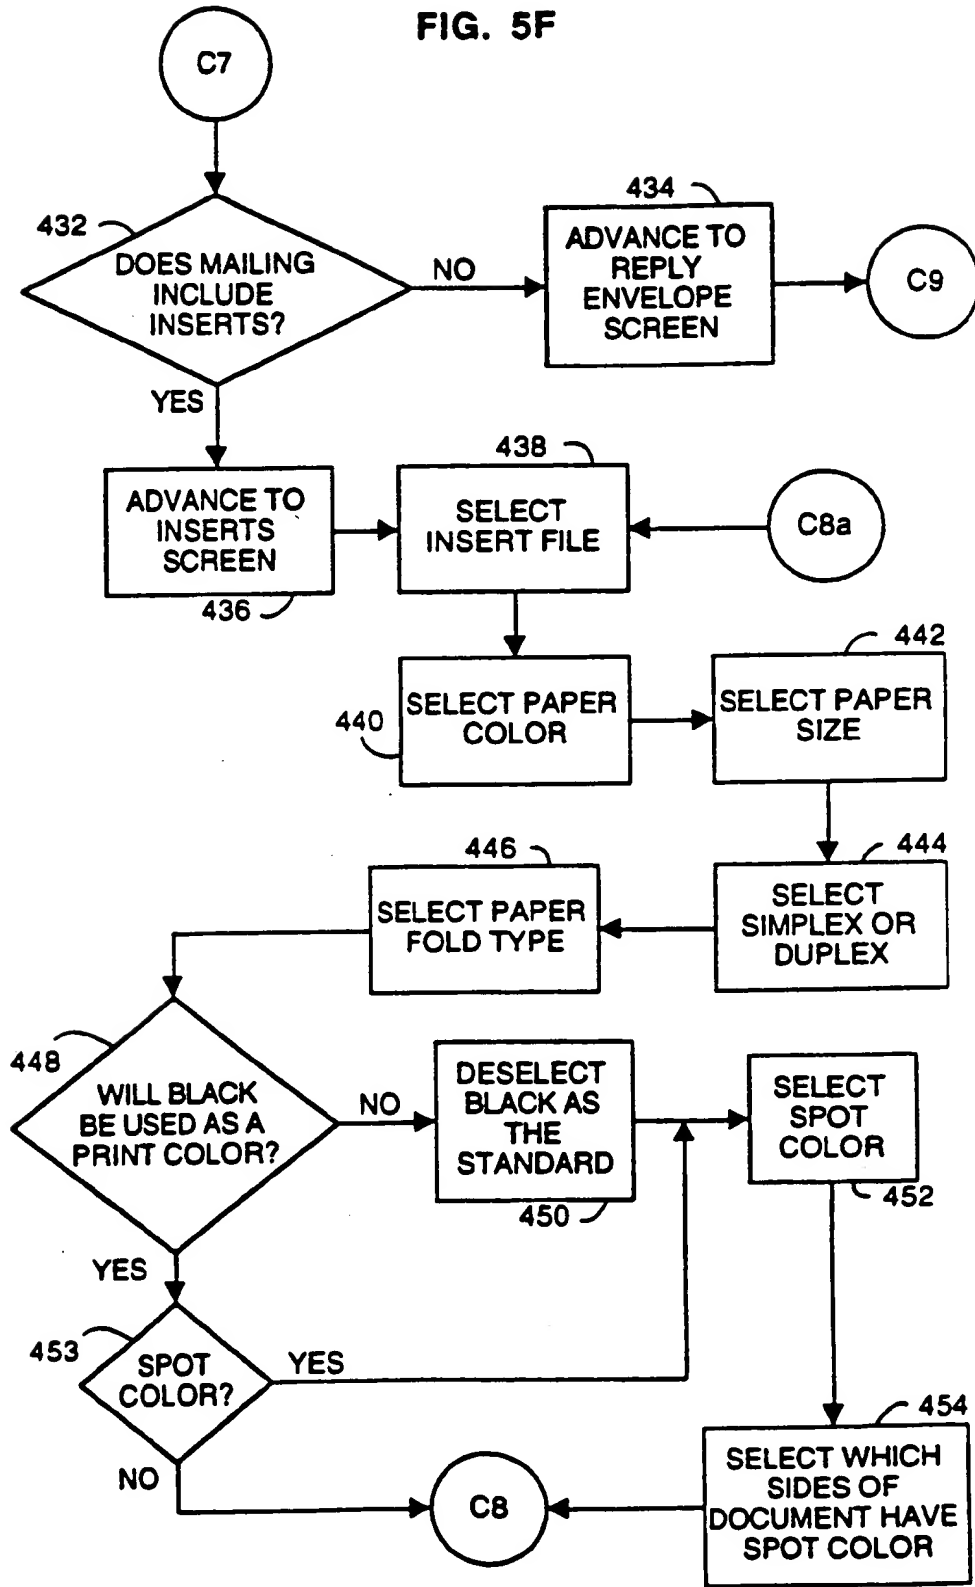 FIG. 5F
C7
432
DOES MAILING
INCLUDE
INSERTS?
NO
434
ADVANCE TO
REPLY
ENVELOPE
SCREEN
C9
YES
ADVANCE TO
INSERTS
SCREEN
436
438
SELECT
INSERT FILE
C8a
440
SELECT PAPER
COLOR
442
SELECT PAPER
SIZE
444
SELECT
SIMPLEX OR
DUPLEX
446
SELECT PAPER
FOLD TYPE
448
WILL BLACK
BE USED AS A
PRINT COLOR?
NO
DESELECT
BLACK AS
THE
STANDARD
450
SELECT
SPOT
COLOR
452
YES
453
SPOT
COLOR?
YES
NO
C8
454
SELECT WHICH
SIDES OF
DOCUMENT HAVE
SPOT COLOR